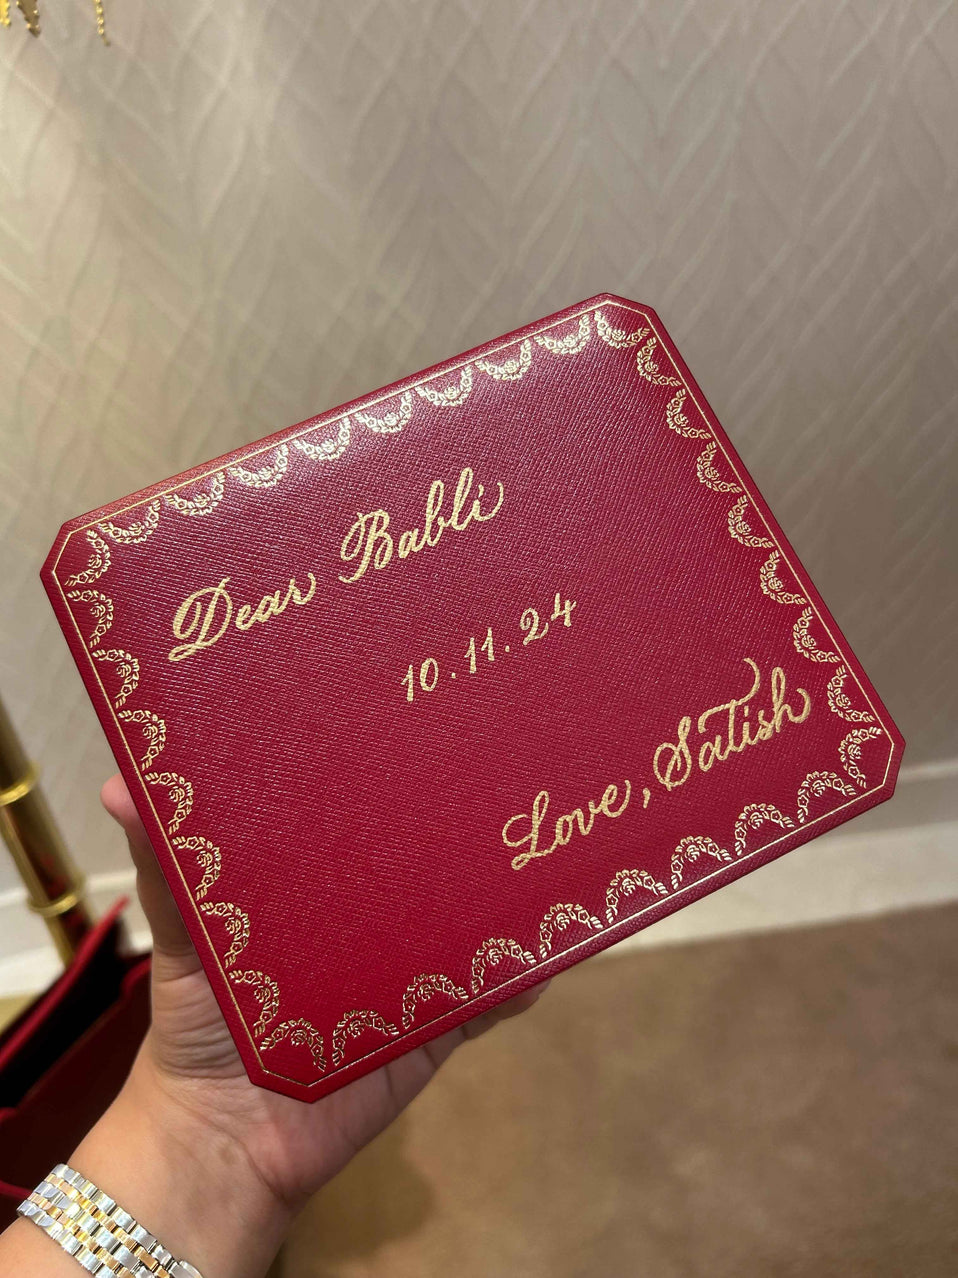 Dear Babli
10.11.24
Love, Satish